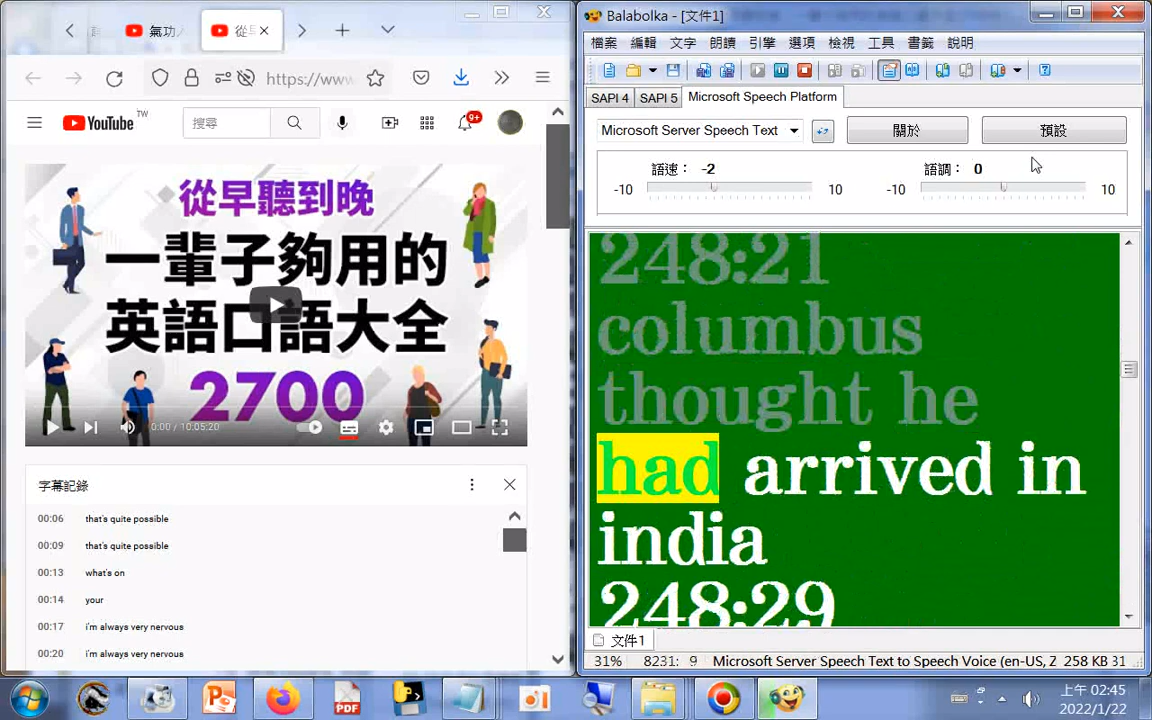 氣功
從
https://www.
YouTube TW
搜尋
9+
從早聽到晚
一輩子夠用的
英語口語大全
2700
0:00 / 10:05:20
字幕記錄
00:06 that's quite possible
00:09 that's quite possible
00:13 what's on
00:14 your
00:17 i'm always very nervous
00:20 i'm always very nervous
Balabolka - [文件1]
檔案 編輯 文字 朗讀 引擎 選項 檢視 工具 書籤 說明
SAPI 4 SAPI 5 Microsoft Speech Platform
Microsoft Server Speech Text 關於 預設
語速： -2 語調： 0
-10 10 -10 10
248:21
columbus
thought he
had arrived in
india
248:29
文件1
31% 8231: 9 Microsoft Server Speech Text to Speech Voice (en-US, Z 258 KB 31
PDF
上午 02:45
2022/1/22